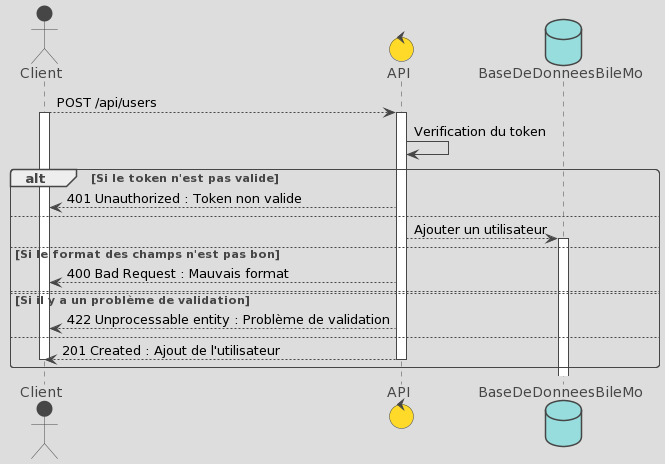 Client
API
BaseDeDonneesBileMo
POST /api/users
Verification du token
alt
[Si le token n'est pas valide]
401 Unauthorized : Token non valide
Ajouter un utilisateur
[Si le format des champs n'est pas bon]
400 Bad Request : Mauvais format
[Si il y a un problème de validation]
422 Unprocessable entity : Problème de validation
201 Created : Ajout de l'utilisateur
Client
API
BaseDeDonneesBileMo